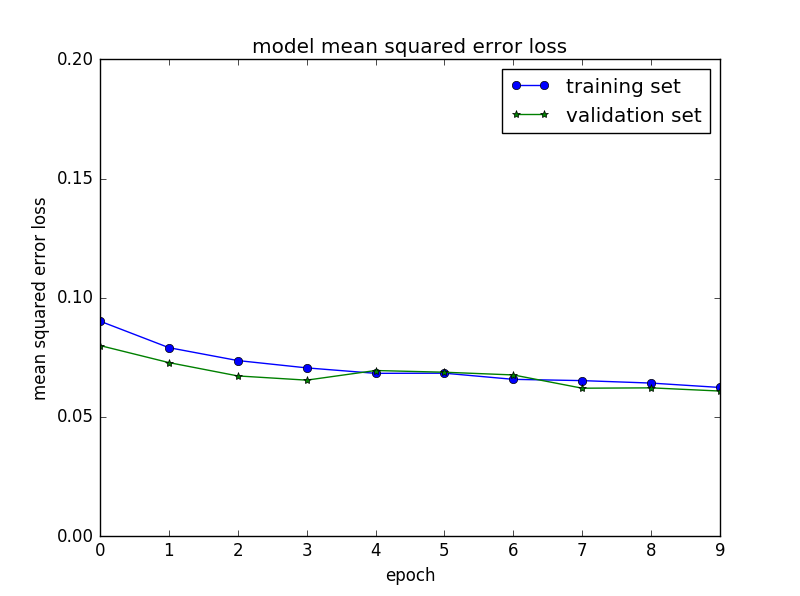 model mean squared error loss
0.20
training set
validation set
0.15
0.10
0.05
0.00
mean squared error loss
0 1 2 3 4 5 6 7 8 9
epoch